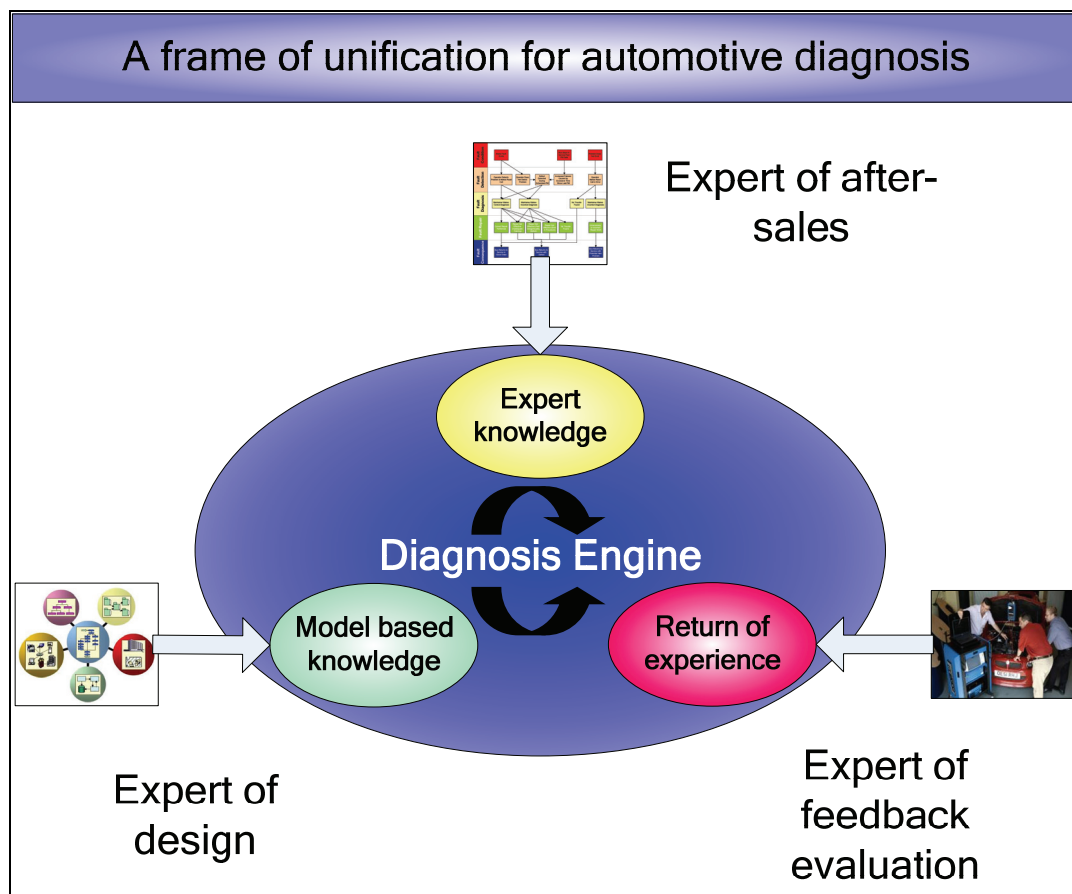 A frame of unification for automotive diagnosis
Expert of after-
sales
Expert
knowledge
Diagnosis Engine
Model based
knowledge
Return of
experience
Expert of
design
Expert of
feedback
evaluation